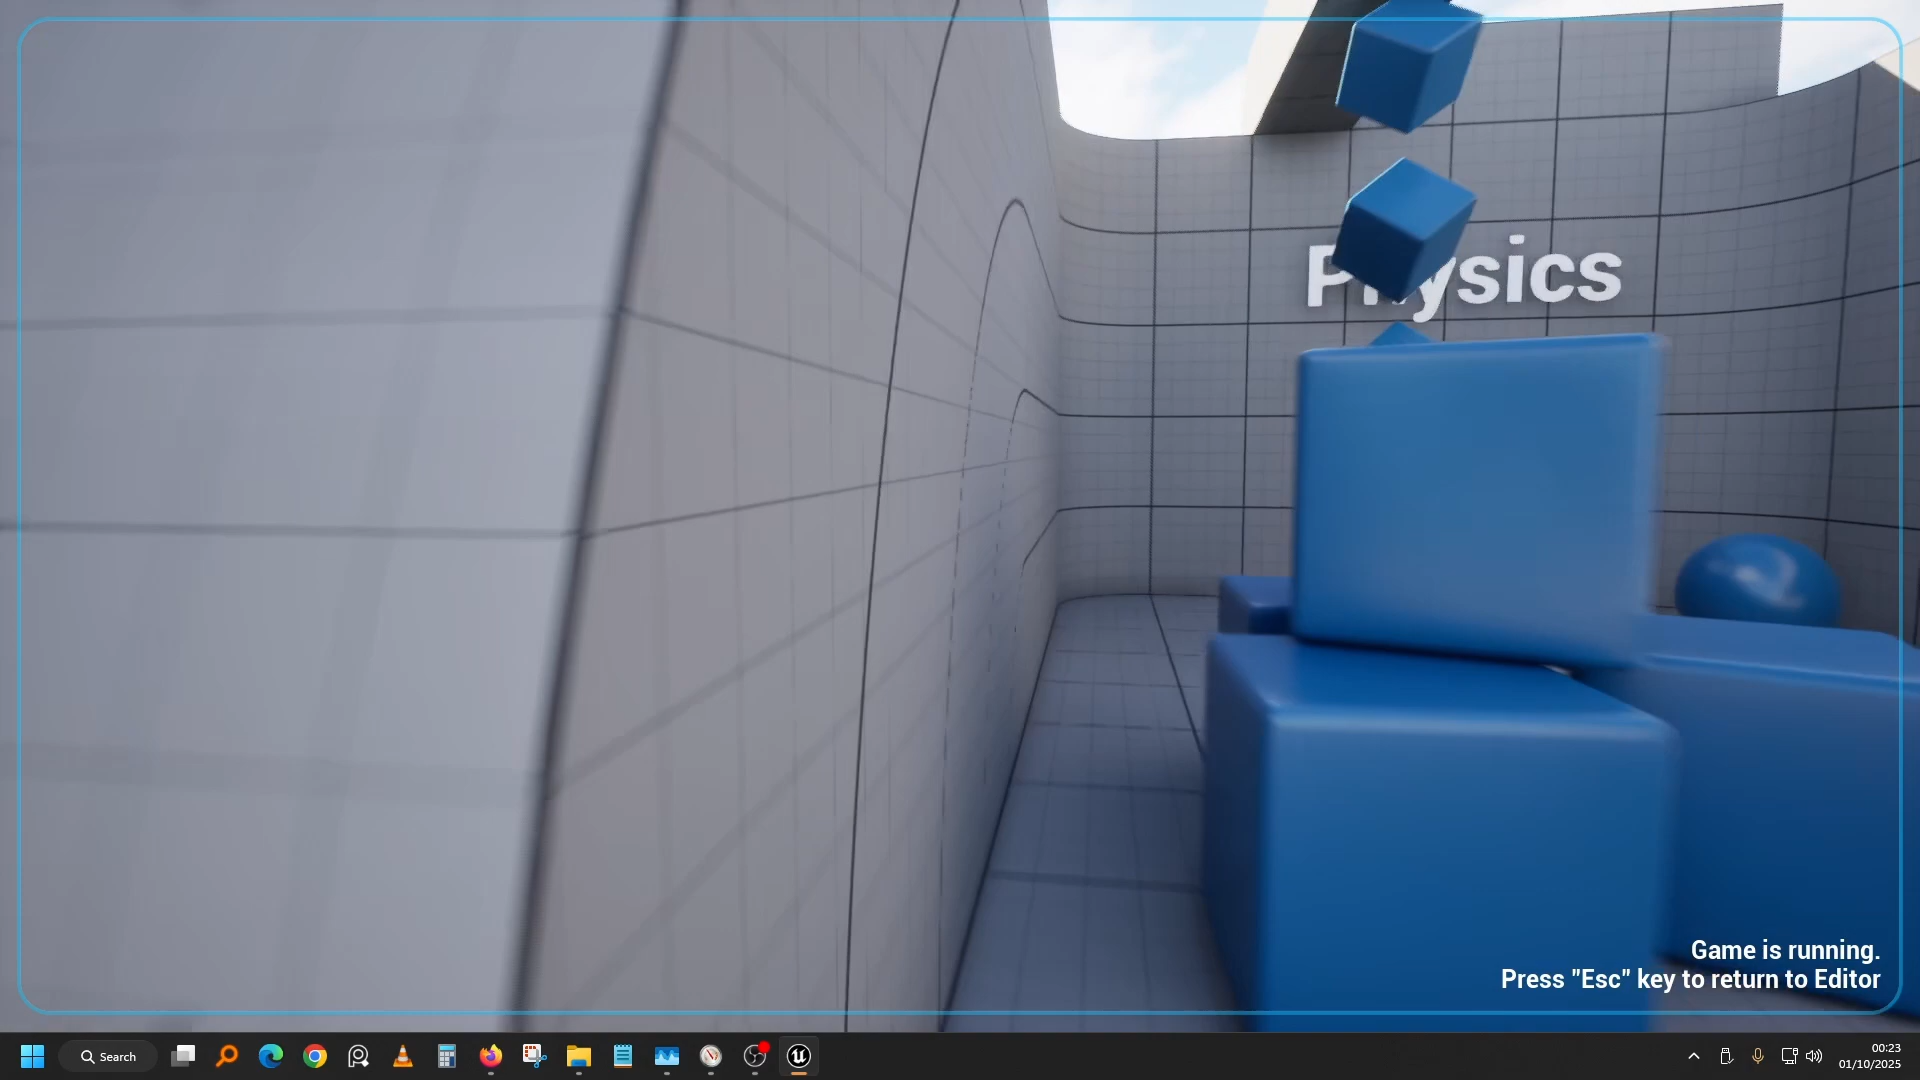 Physics
Game is running.
Press "Esc" key to return to Editor
Search
00:23
01/10/2025